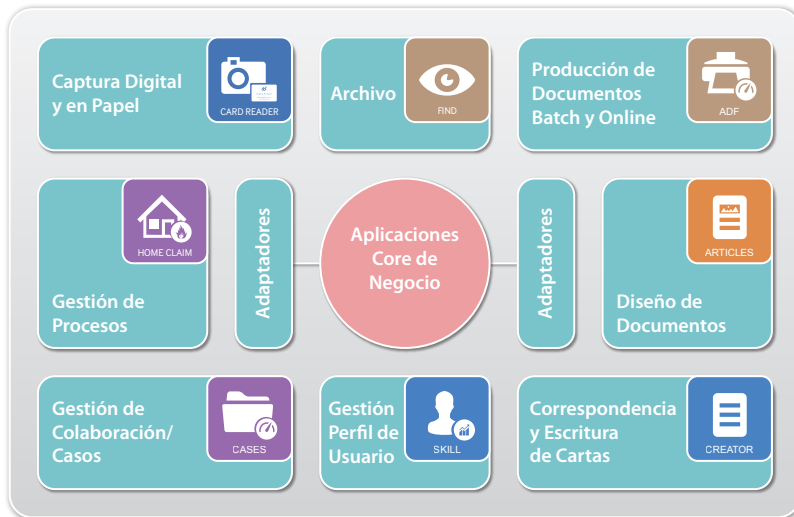 Captura Digital
y en Papel
CARD READER
Archivo
FIND
Producción de
Documentos
Batch y Online
ADF
HOME CLAIM
Gestión de
Procesos
Adaptadores
Aplicaciones
Core de
Negocio
Adaptadores
ARTICLES
Diseño de
Documentos
Gestión de
Colaboración/
Casos
CASES
Gestión
Perfil de
Usuario
SKILL
Correspondencia
y Escritura
de Cartas
CREATOR